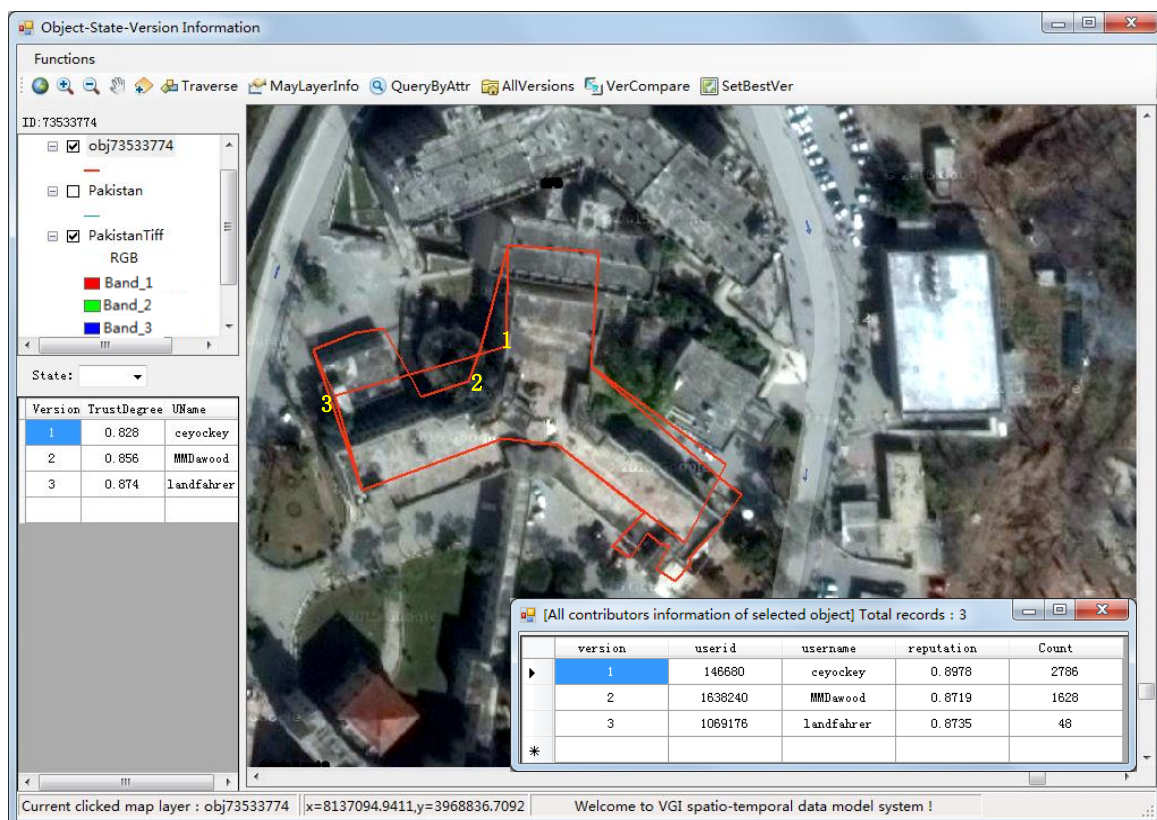 Object-State-Version Information
Functions
Traverse MayLayerInfo QueryByAttr AllVersions VerCompare SetBestVer
ID:73533774
obj73533774
Pakistan
PakistanTiff
RGB
Band_1
Band_2
Band_3
State:
Version TrustDegree UName
1 0.828 ceyockey
2 0.856 MMDawood
3 0.874 landfahrer
1
2
3
[All contributors information of selected object] Total records : 3
version userid username reputation Count
1 146680 ceyockey 0.8978 2786
2 1638240 MMDawood 0.8719 1628
3 1069176 landfahrer 0.8735 48
Current clicked map layer : obj73533774 x=8137094.9411,y=3968836.7092 Welcome to VGI spatio-temporal data model system !